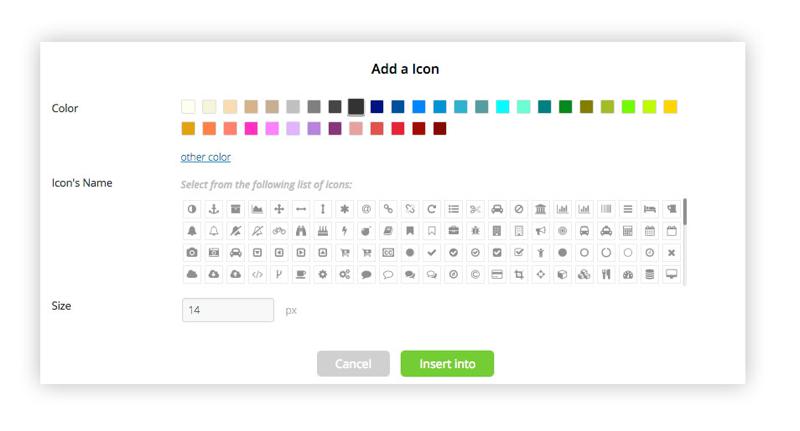 Add a Icon
Color
other color
Icon's Name
Select from the following list of icons:
Size
14 px
Cancel Insert into